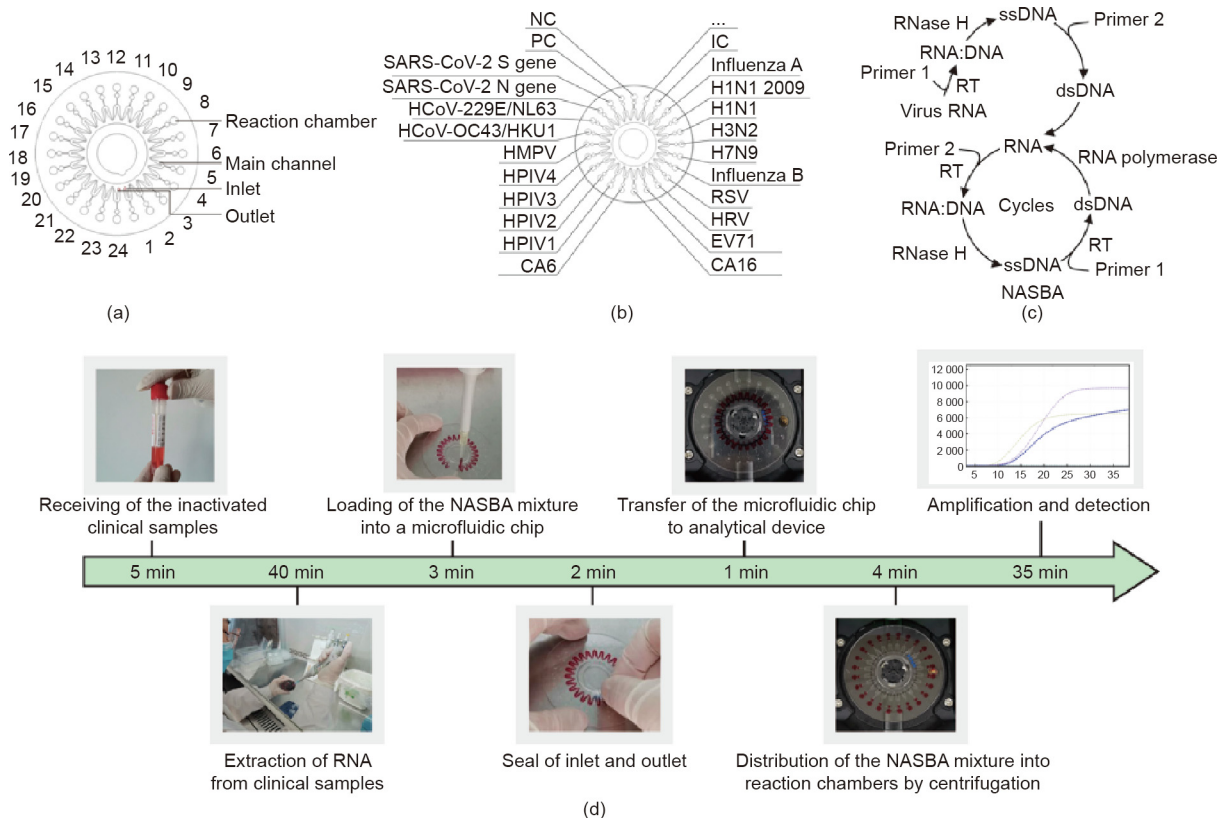 13 12 11
14 10
15 9
16 8
17 7
18 6
19 5
20 4
21 3
22 23 24 1 2
Reaction chamber
Main channel
Inlet
Outlet
(a)
NC
PC
SARS-CoV-2 S gene
SARS-CoV-2 N gene
HCoV-229E/NL63
HCoV-OC43/HKU1
HMPV
HPIV4
HPIV3
HPIV2
HPIV1
CA6
...
IC
Influenza A
H1N1 2009
H1N1
H3N2
H7N9
Influenza B
RSV
HRV
EV71
CA16
(b)
RNase H
ssDNA
Primer 2
RNA:DNA
Primer 1
RT
Virus RNA
dsDNA
RNA
Primer 2
RT
RNA polymerase
RNA:DNA
Cycles
dsDNA
RNase H
RT
ssDNA
Primer 1
NASBA
(c)
12 000
10 000
8 000
6 000
4 000
2 000
0
5 10 15 20 25 30 35
Receiving of the inactivated
clinical samples
Loading of the NASBA mixture
into a microfluidic chip
Transfer of the microfluidic chip
to analytical device
Amplification and detection
5 min 40 min 3 min 2 min 1 min 4 min 35 min
Extraction of RNA
from clinical samples
Seal of inlet and outlet
Distribution of the NASBA mixture into
reaction chambers by centrifugation
(d)